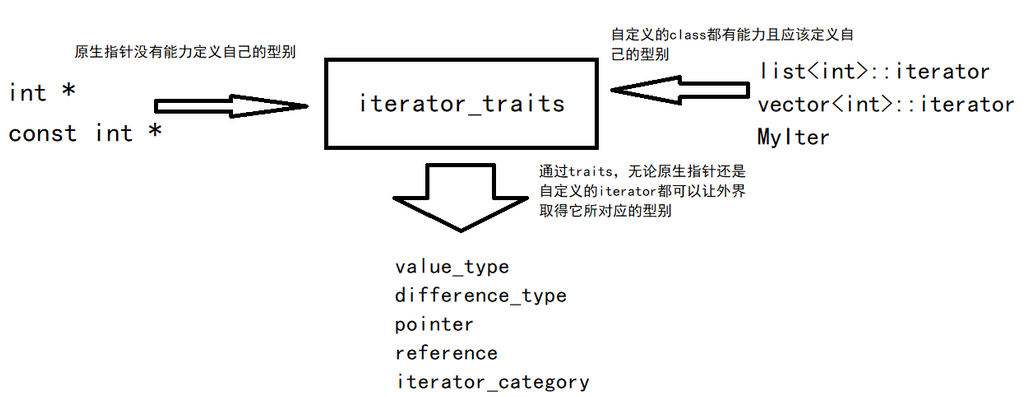 原生指针没有能力定义自己的型别
int *
const int *
iterator_traits
自定义的class都有能力且应该定义自
己的型别
list<int>::iterator
vector<int>::iterator
MyIter
通过traits，无论原生指针还是
自定义的iterator都可以让外界
取得它所对应的型别
value_type
difference_type
pointer
reference
iterator_category